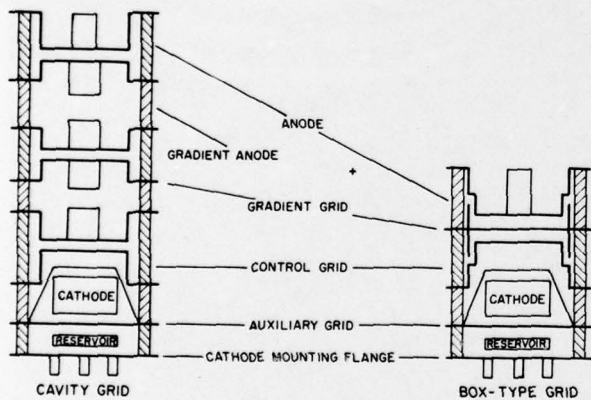 ANODE
GRADIENT ANODE
GRADIENT GRID
CONTROL GRID
CATHODE
CATHODE
AUXILIARY GRID
RESERVOIR
RESERVOIR
CATHODE MOUNTING FLANGE
CAVITY GRID
BOX-TYPE GRID